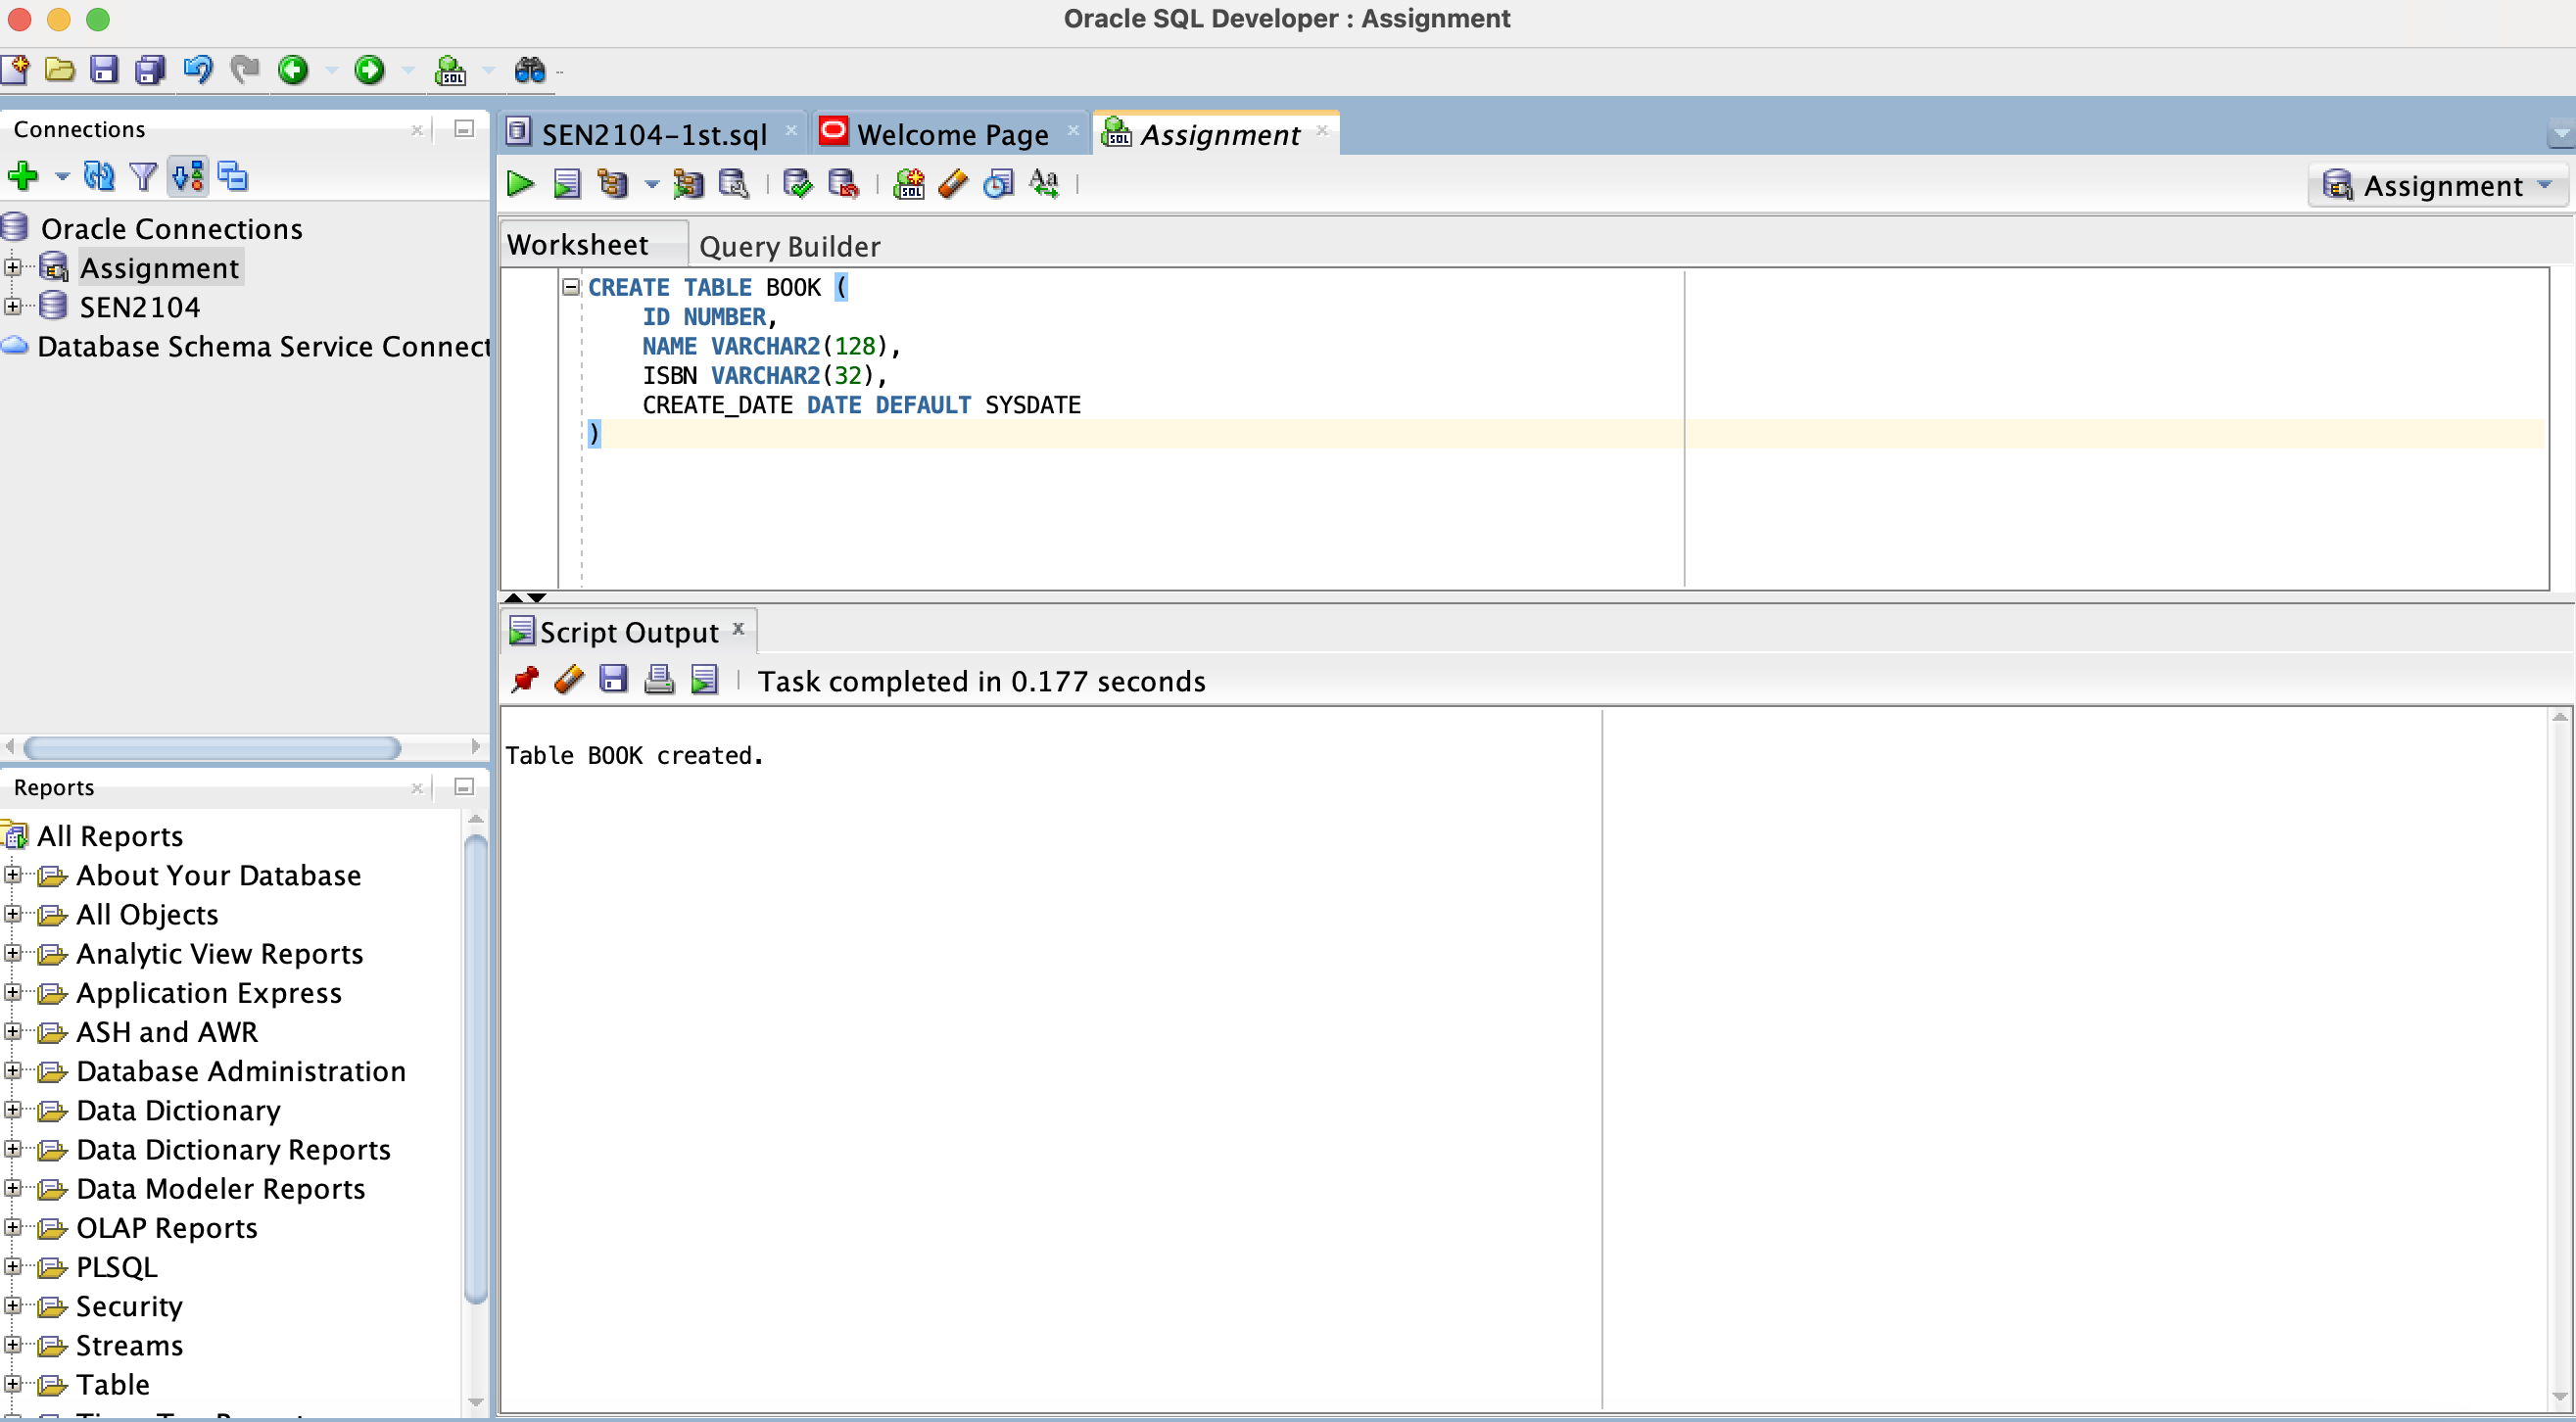 Oracle SQL Developer : Assignment
SQL
Connections
Oracle Connections
Assignment
SEN2104
Database Schema Service Connect
Reports
All Reports
About Your Database
All Objects
Analytic View Reports
Application Express
ASH and AWR
Database Administration
Data Dictionary
Data Dictionary Reports
Data Modeler Reports
OLAP Reports
PLSQL
Security
Streams
Table
SEN2104-1st.sql
Welcome Page
SQL
Assignment
SQL
Aa
Assignment
Worksheet
Query Builder
CREATE TABLE BOOK (
ID NUMBER,
NAME VARCHAR2(128),
ISBN VARCHAR2(32),
CREATE_DATE DATE DEFAULT SYSDATE
)
Script Output
Task completed in 0.177 seconds
Table BOOK created.